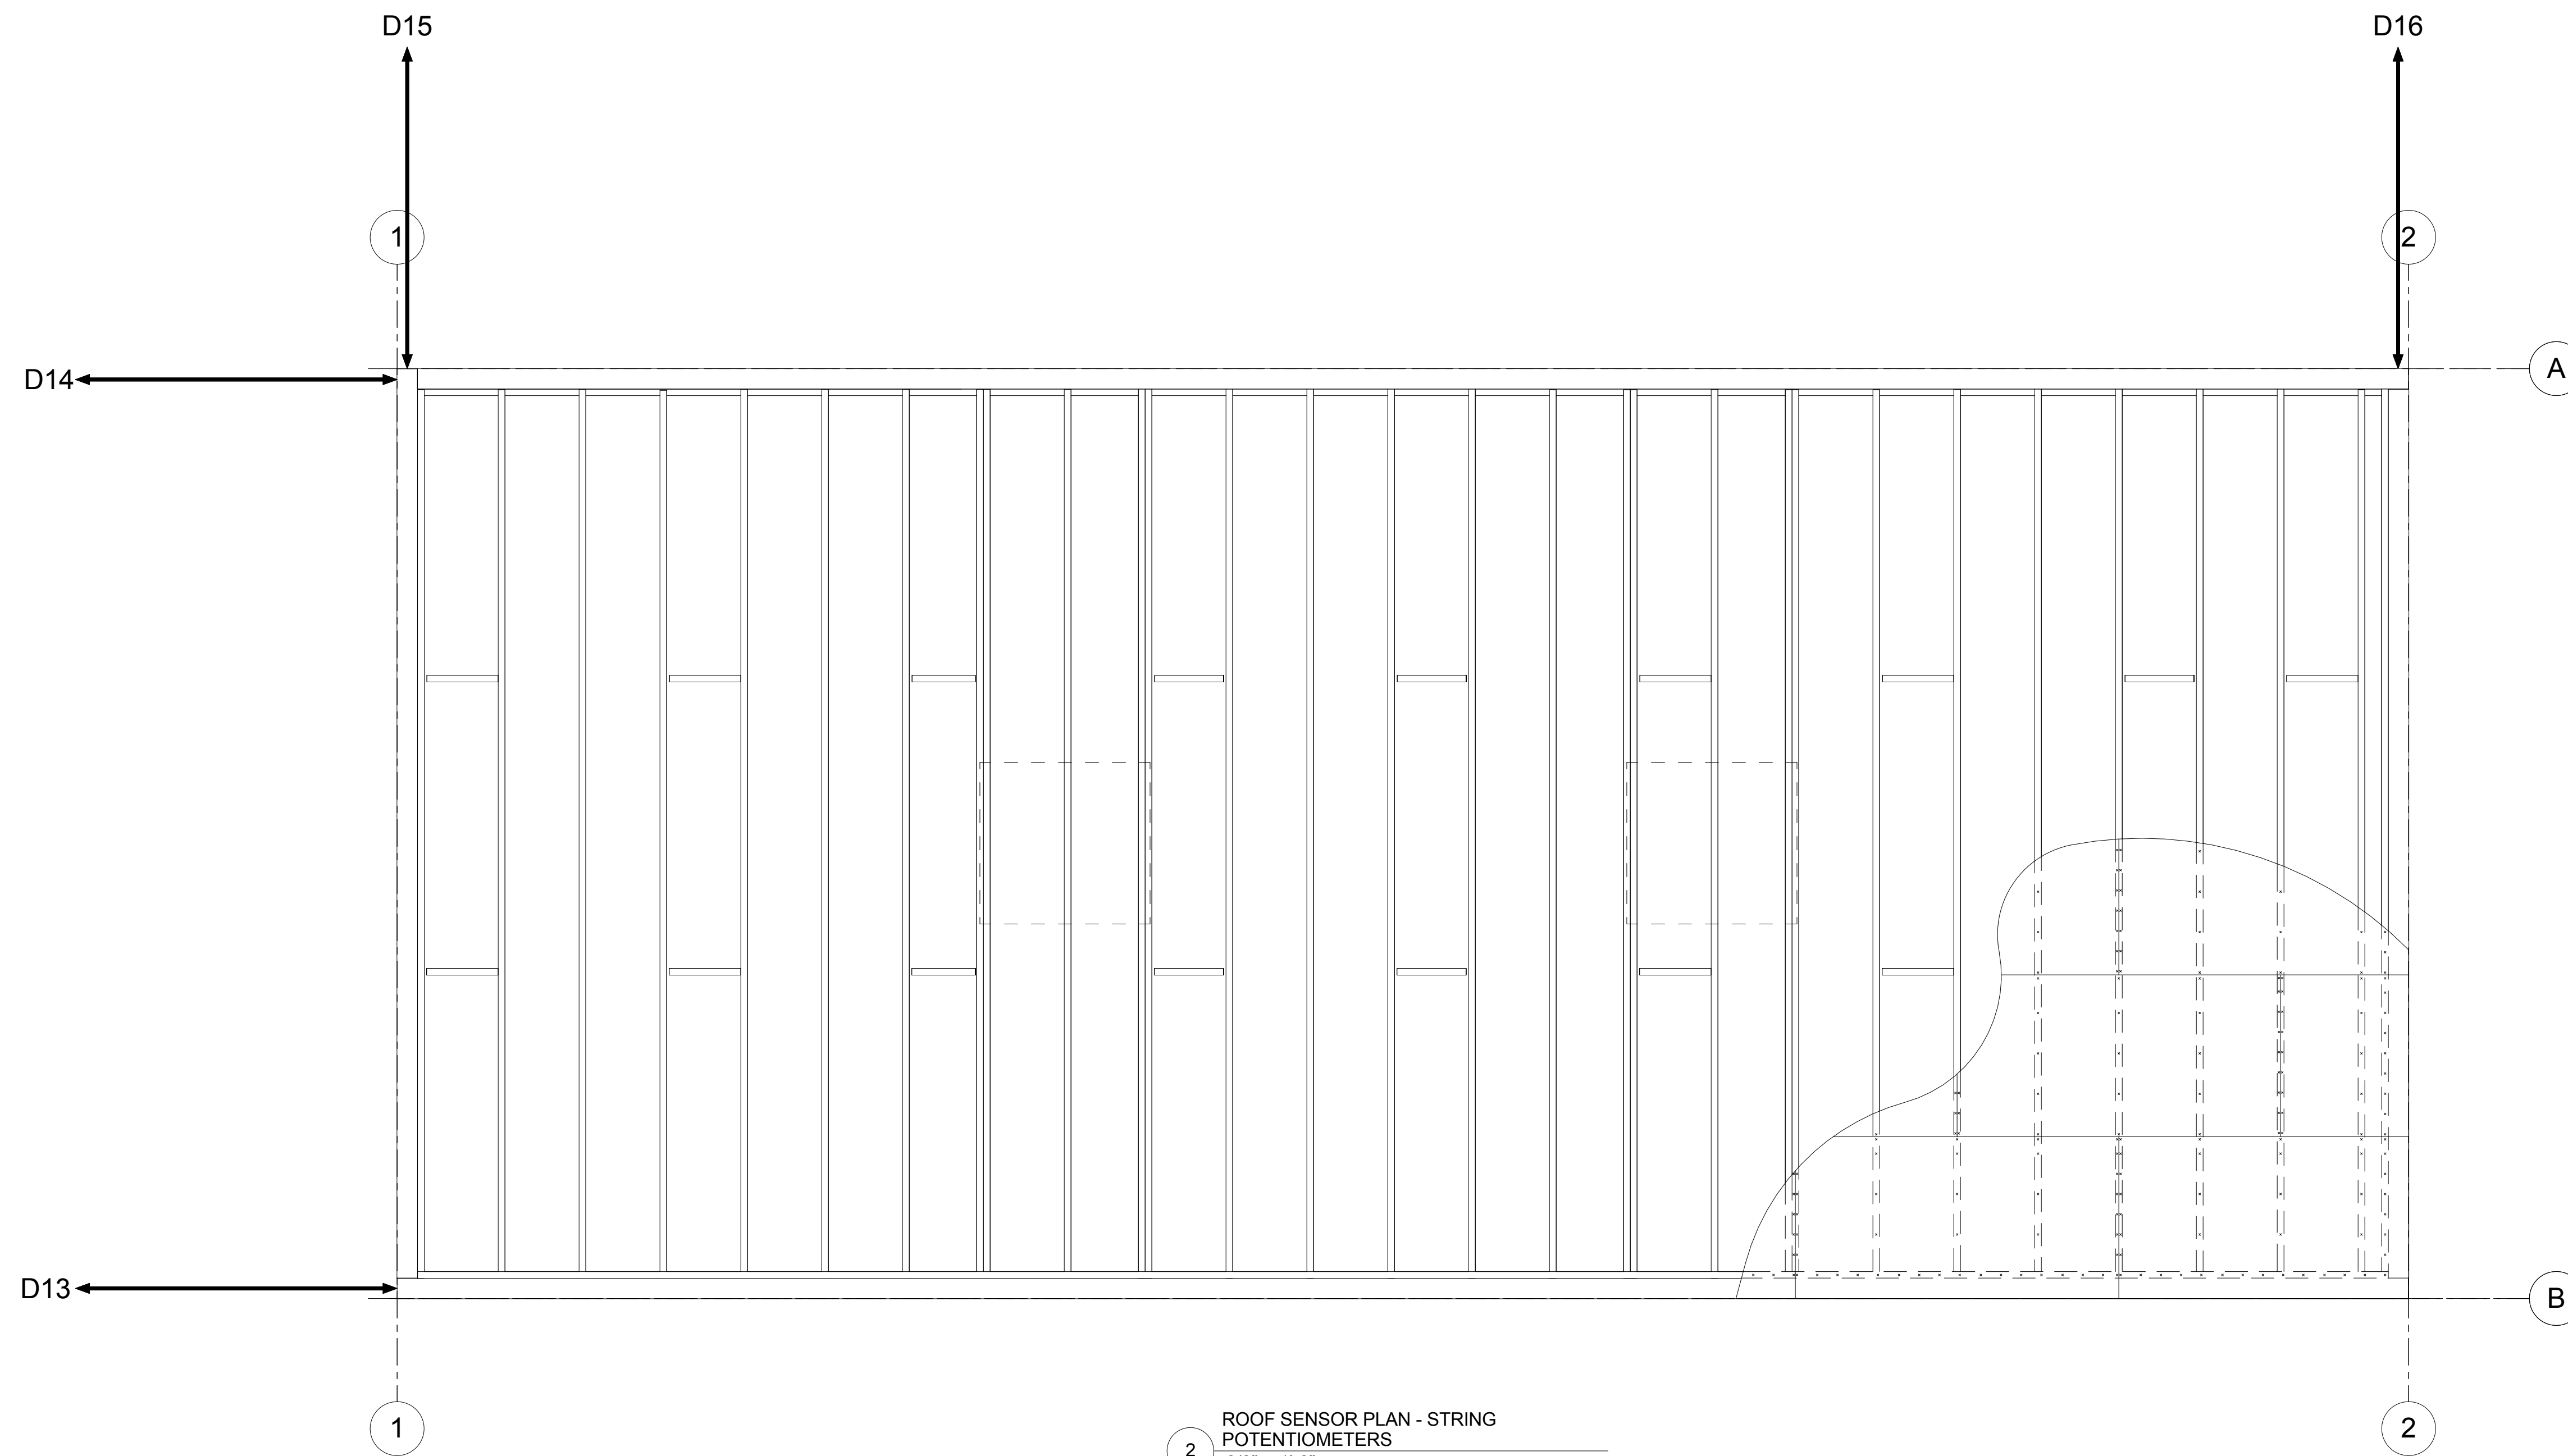 D15
D16
1
2
D14
A
D13
B
1
2
2
ROOF SENSOR PLAN - STRING
POTENTIOMETERS